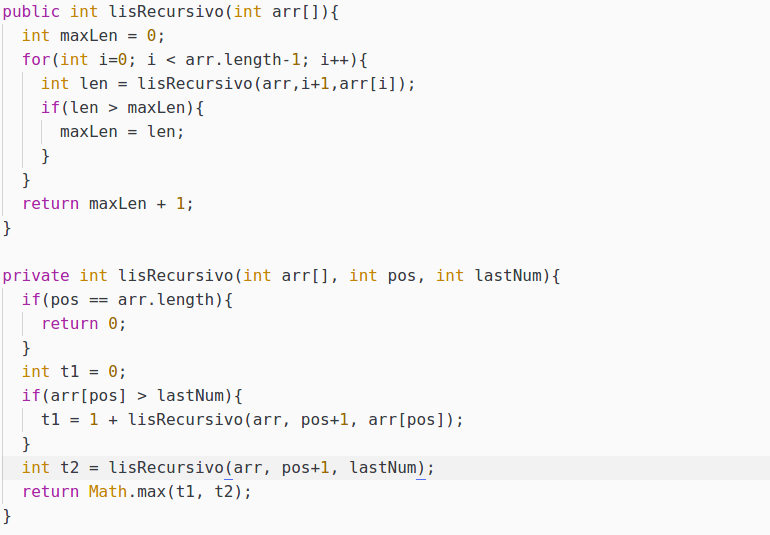 public int lisRecursivo(int arr[]){
  int maxLen = 0;
  for(int i=0; i < arr.length-1; i++){
    int len = lisRecursivo(arr,i+1,arr[i]);
    if(len > maxLen){
      maxLen = len;
    }
  }
  return maxLen + 1;
}

private int lisRecursivo(int arr[], int pos, int lastNum){
  if(pos == arr.length){
    return 0;
  }
  int t1 = 0;
  if(arr[pos] > lastNum){
    t1 = 1 + lisRecursivo(arr, pos+1, arr[pos]);
  }
  int t2 = lisRecursivo(arr, pos+1, lastNum);
  return Math.max(t1, t2);
}